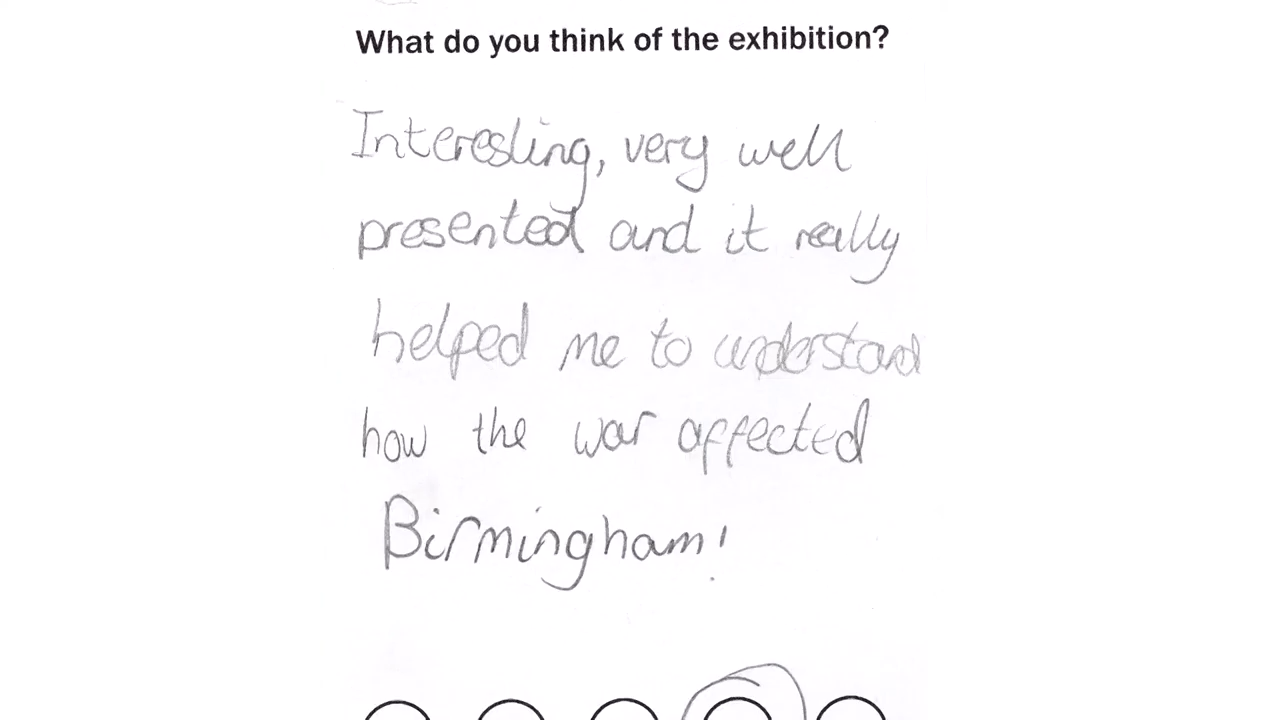 What do you think of the exhibition?
Interesting, very well
presented and it really
helped me to understand
how the war affected
Birmingham!